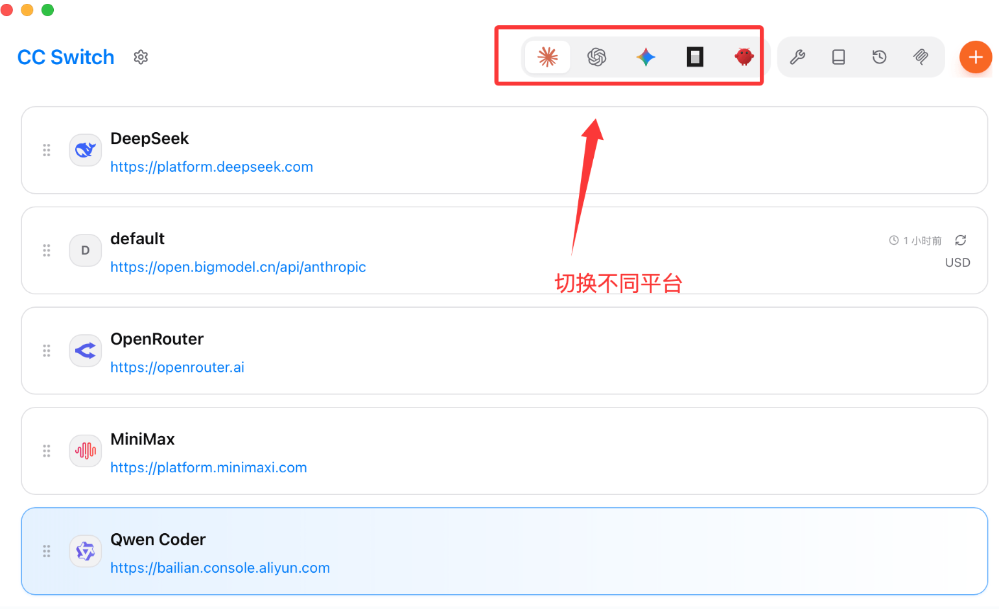 CC Switch
DeepSeek
https://platform.deepseek.com
D
default
https://open.bigmodel.cn/api/anthropic
1 小时前
USD
切换不同平台
OpenRouter
https://openrouter.ai
MiniMax
https://platform.minimaxi.com
Qwen Coder
https://bailian.console.aliyun.com